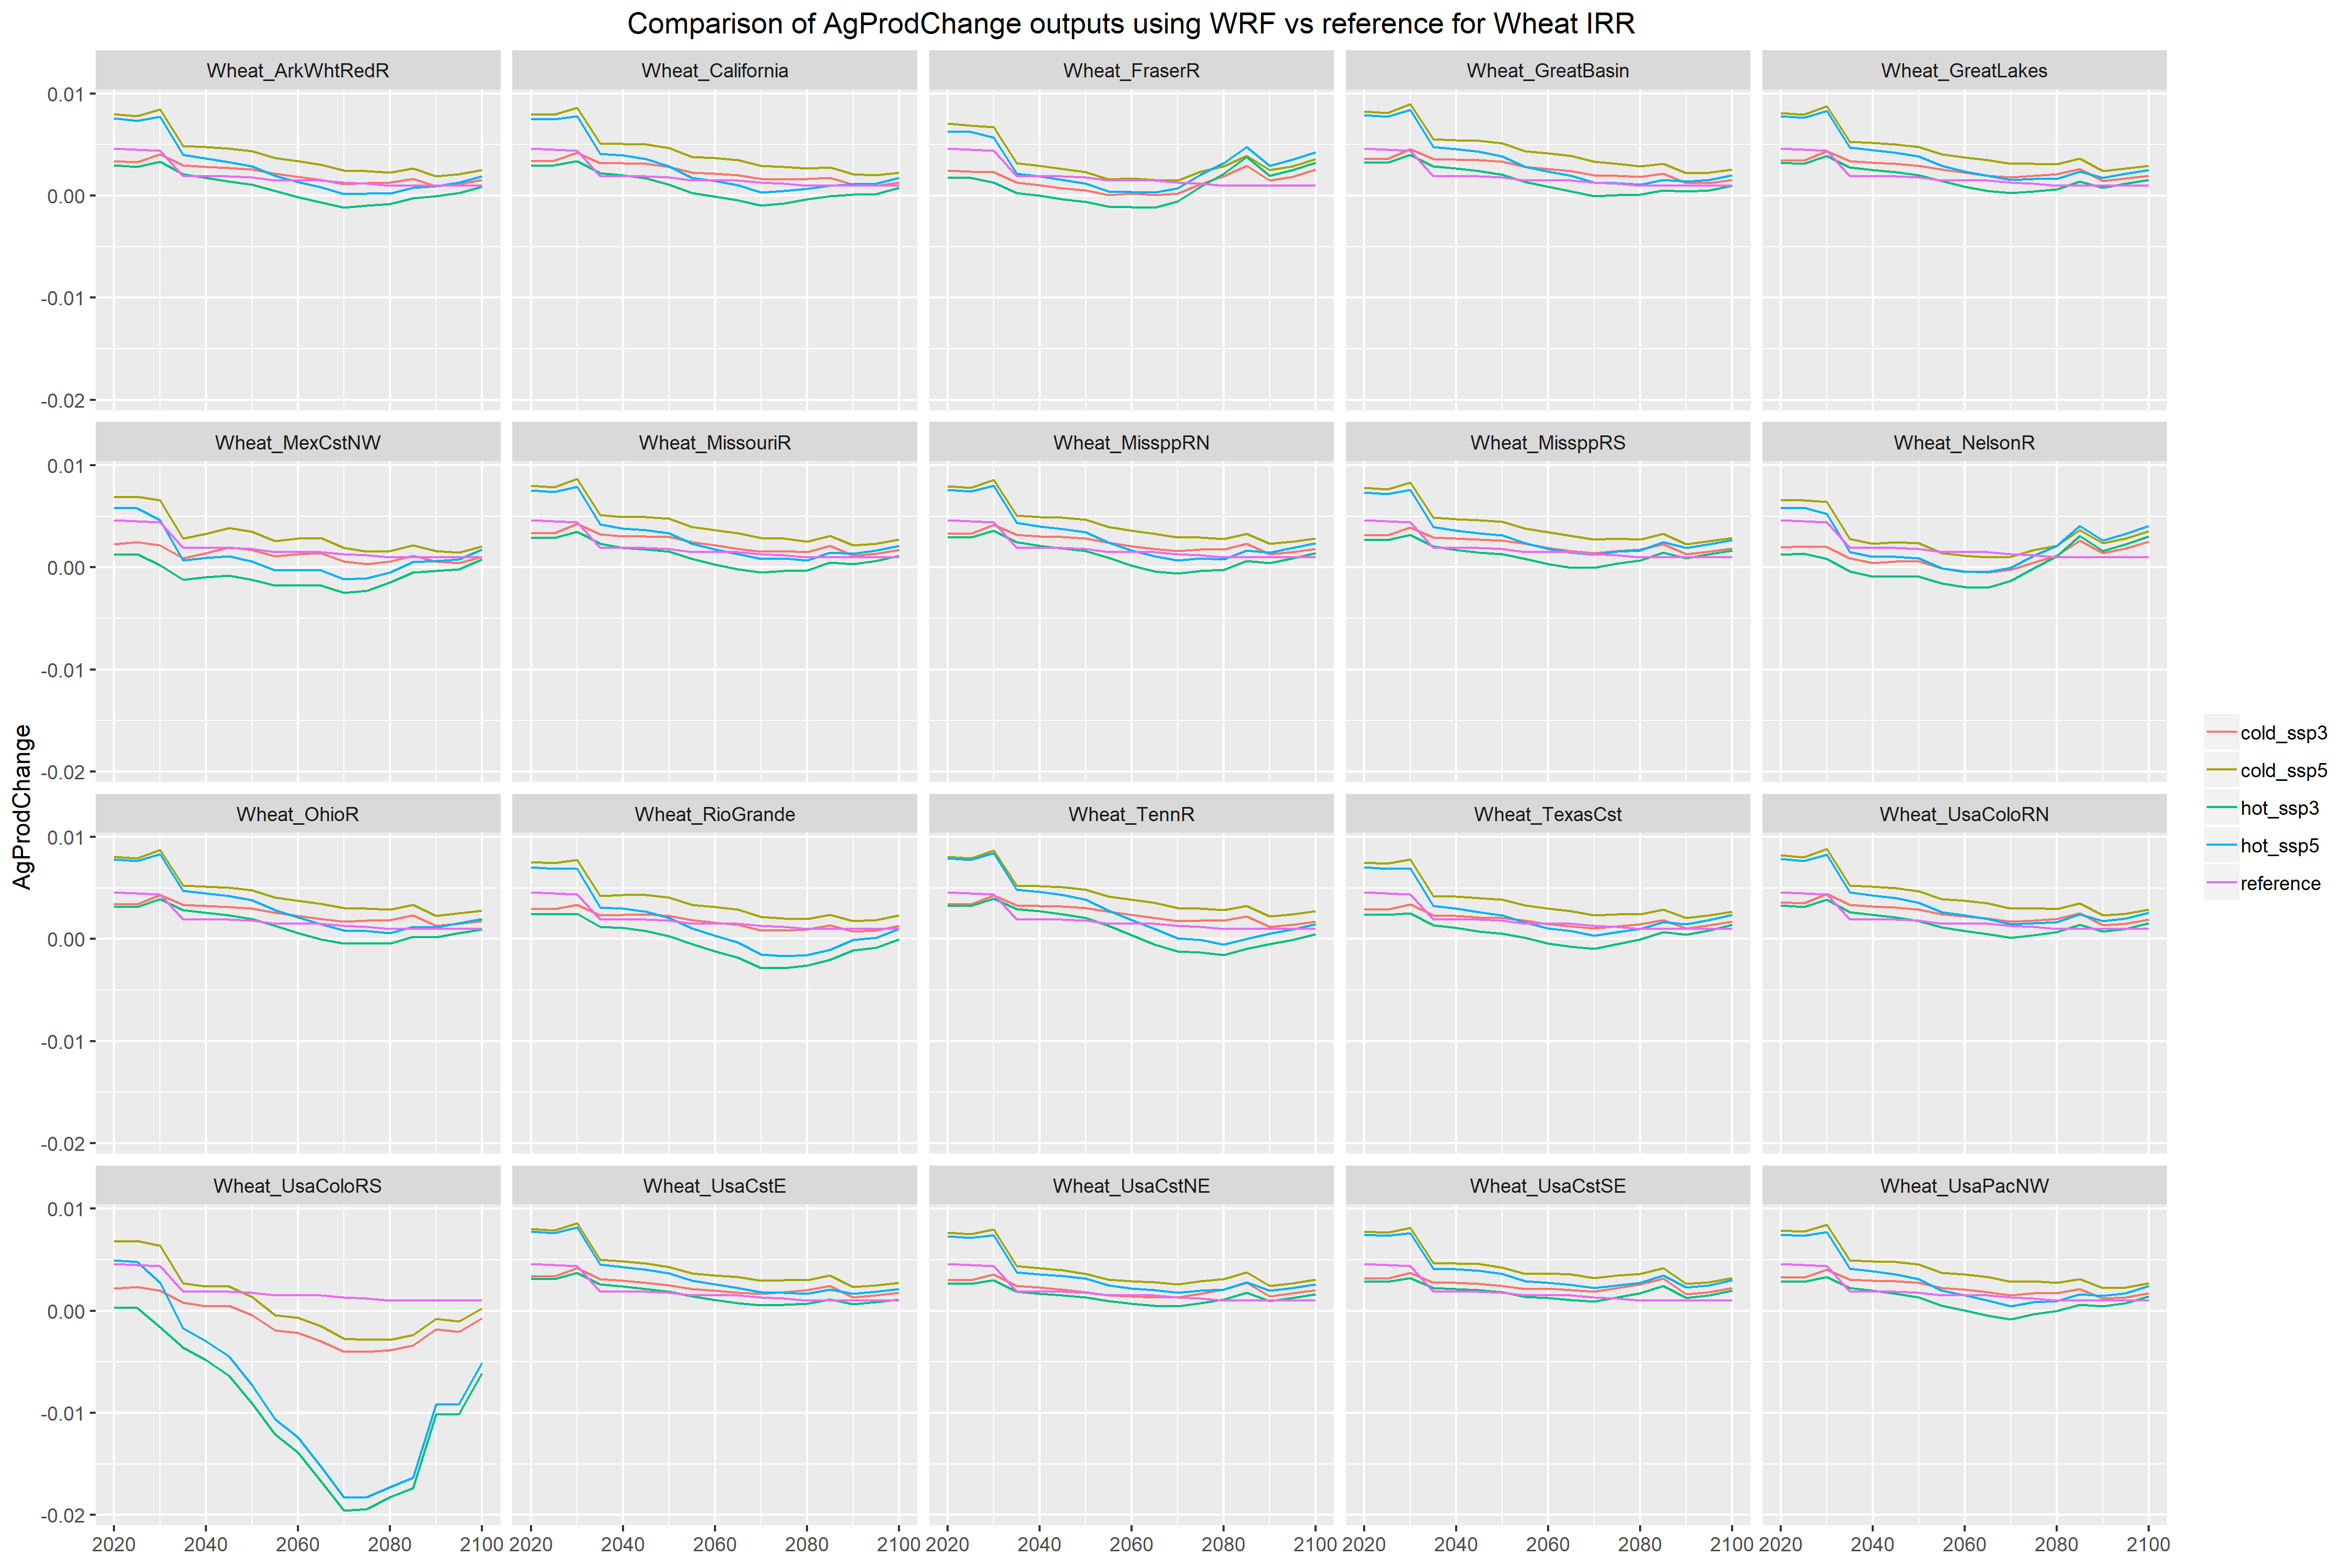 Comparison of AgProdChange outputs using WRF vs reference for Wheat IRR
Wheat_ArkWhtRedR Wheat_California Wheat_FraserR Wheat_GreatBasin Wheat_GreatLakes
0.01
0.00
-0.01
-0.02
Wheat_MexCstNW Wheat_MissouriR Wheat_MissppRN Wheat_MissppRS Wheat_NelsonR
0.01
0.00
-0.01
-0.02
Wheat_OhioR Wheat_RioGrande Wheat_TennR Wheat_TexasCst Wheat_UsaColoRN
0.01
0.00
-0.01
-0.02
Wheat_UsaColoRS Wheat_UsaCstE Wheat_UsaCstNE Wheat_UsaCstSE Wheat_UsaPacNW
0.01
0.00
-0.01
-0.02
2020 2040 2060 2080 2100 2020 2040 2060 2080 2100 2020 2040 2060 2080 2100 2020 2040 2060 2080 2100 2020 2040 2060 2080 2100
AgProdChange
cold_ssp3
cold_ssp5
hot_ssp3
hot_ssp5
reference